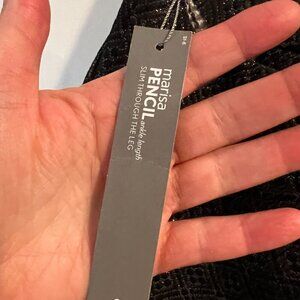 marisa
PENCIL ankle length
SLIM THROUGH THE LEG